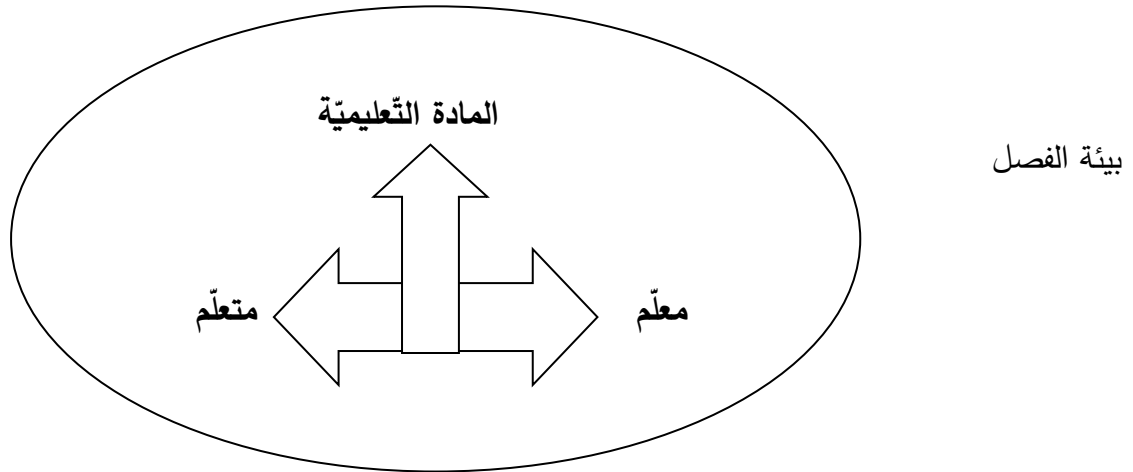 المادة التّعليميّة
بيئة الفصل
معلّم
متعلّم